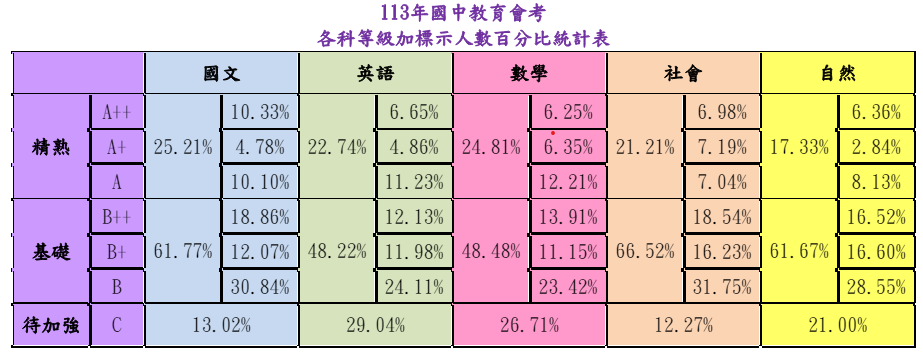 113年國中教育會考
各科等級加標示人數百分比統計表
國文 英語 數學 社會 自然
A++ 10.33% 6.65% 6.25% 6.98% 6.36%
精熟 A+ 25.21% 4.78% 22.74% 4.86% 24.81% 6.35% 21.21% 7.19% 17.33% 2.84%
A 10.10% 11.23% 12.21% 7.04% 8.13%
B++ 18.86% 12.13% 13.91% 18.54% 16.52%
基礎 B+ 61.77% 12.07% 48.22% 11.98% 48.48% 11.15% 66.52% 16.23% 61.67% 16.60%
B 30.84% 24.11% 23.42% 31.75% 28.55%
待加強 C 13.02% 29.04% 26.71% 12.27% 21.00%